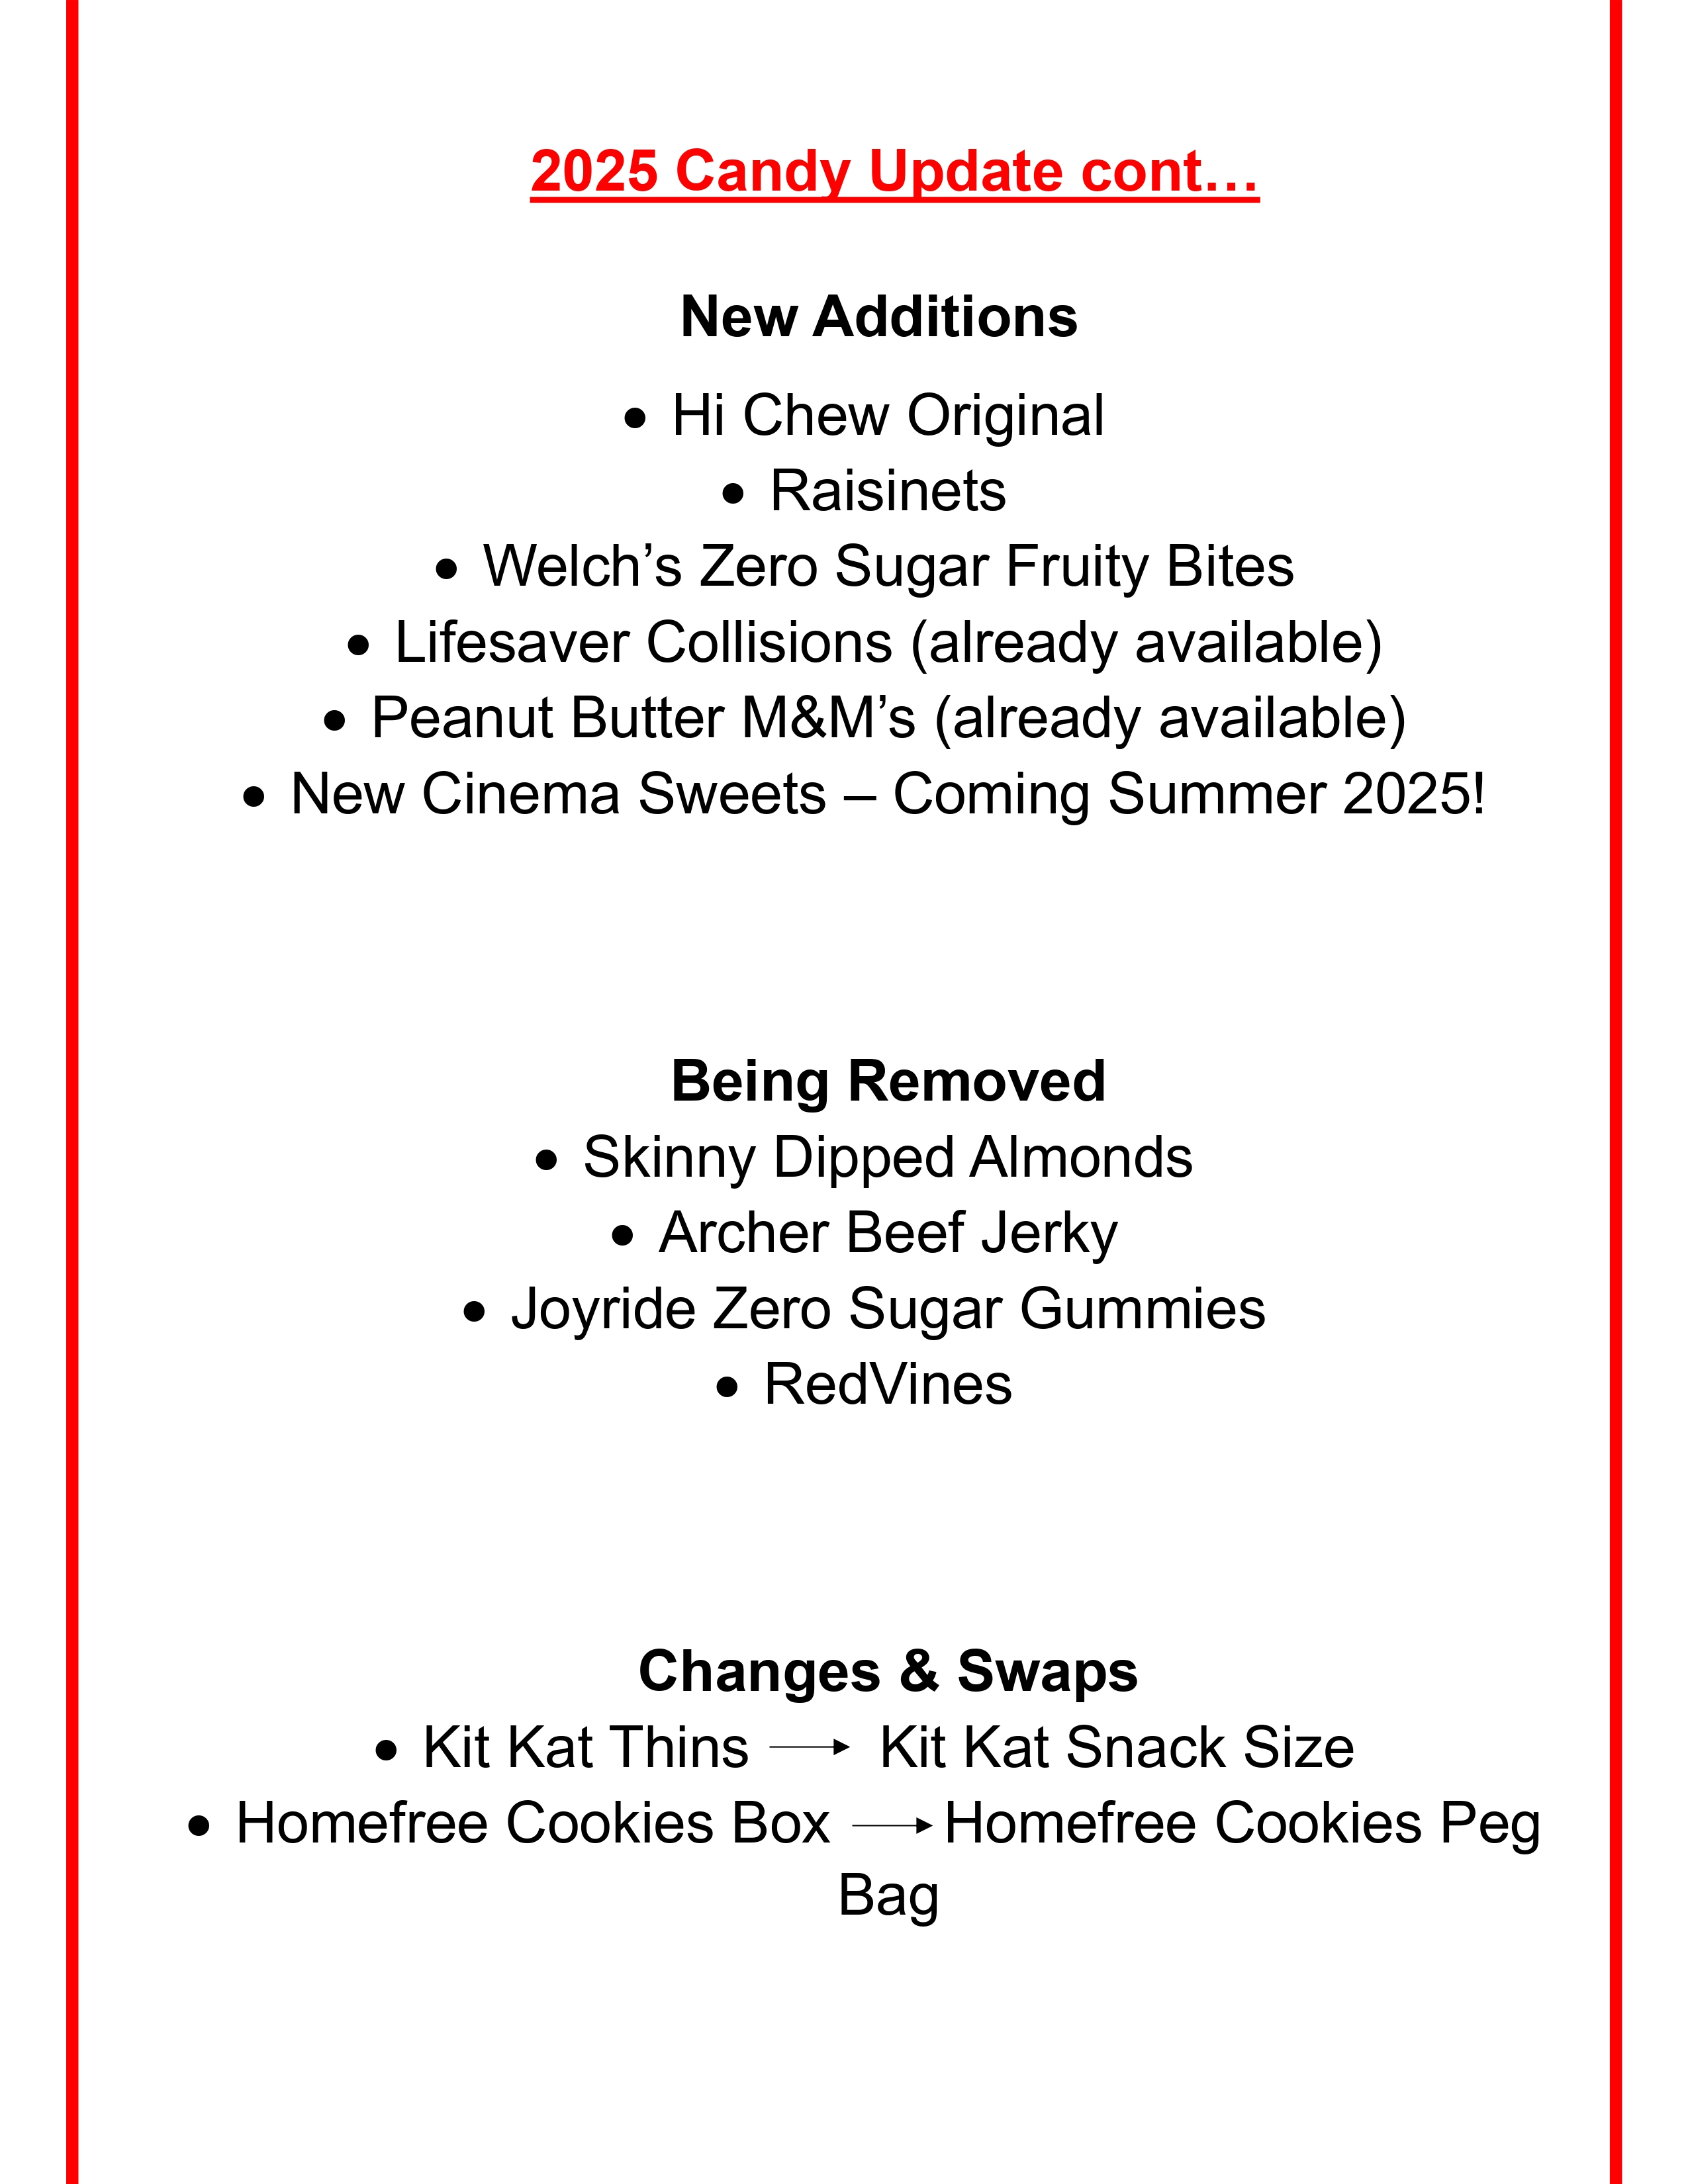 2025 Candy Update cont…
New Additions
• Hi Chew Original
• Raisinets
• Welch’s Zero Sugar Fruity Bites
• Lifesaver Collisions (already available)
• Peanut Butter M&M’s (already available)
• New Cinema Sweets – Coming Summer 2025!
Being Removed
• Skinny Dipped Almonds
• Archer Beef Jerky
• Joyride Zero Sugar Gummies
• RedVines
Changes & Swaps
• Kit Kat Thins → Kit Kat Snack Size
• Homefree Cookies Box → Homefree Cookies Peg
Bag